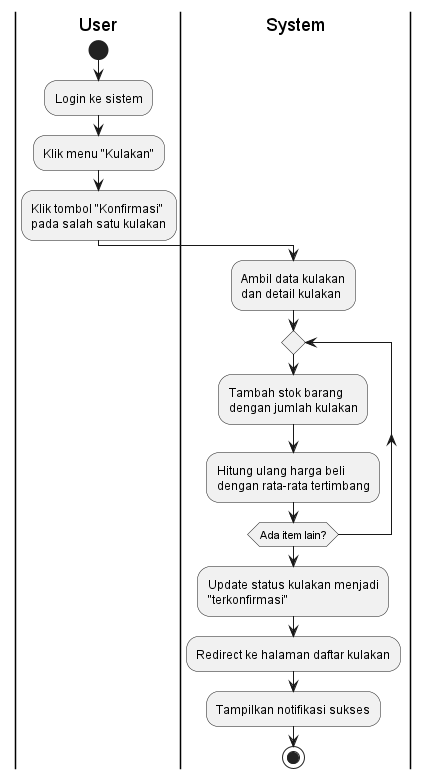 User
System
Login ke sistem
Klik menu "Kulakan"
Klik tombol "Konfirmasi"
pada salah satu kulakan
Ambil data kulakan
dan detail kulakan
Tambah stok barang
dengan jumlah kulakan
Hitung ulang harga beli
dengan rata-rata tertimbang
Ada item lain?
Update status kulakan menjadi
"terkonfirmasi"
Redirect ke halaman daftar kulakan
Tampilkan notifikasi sukses